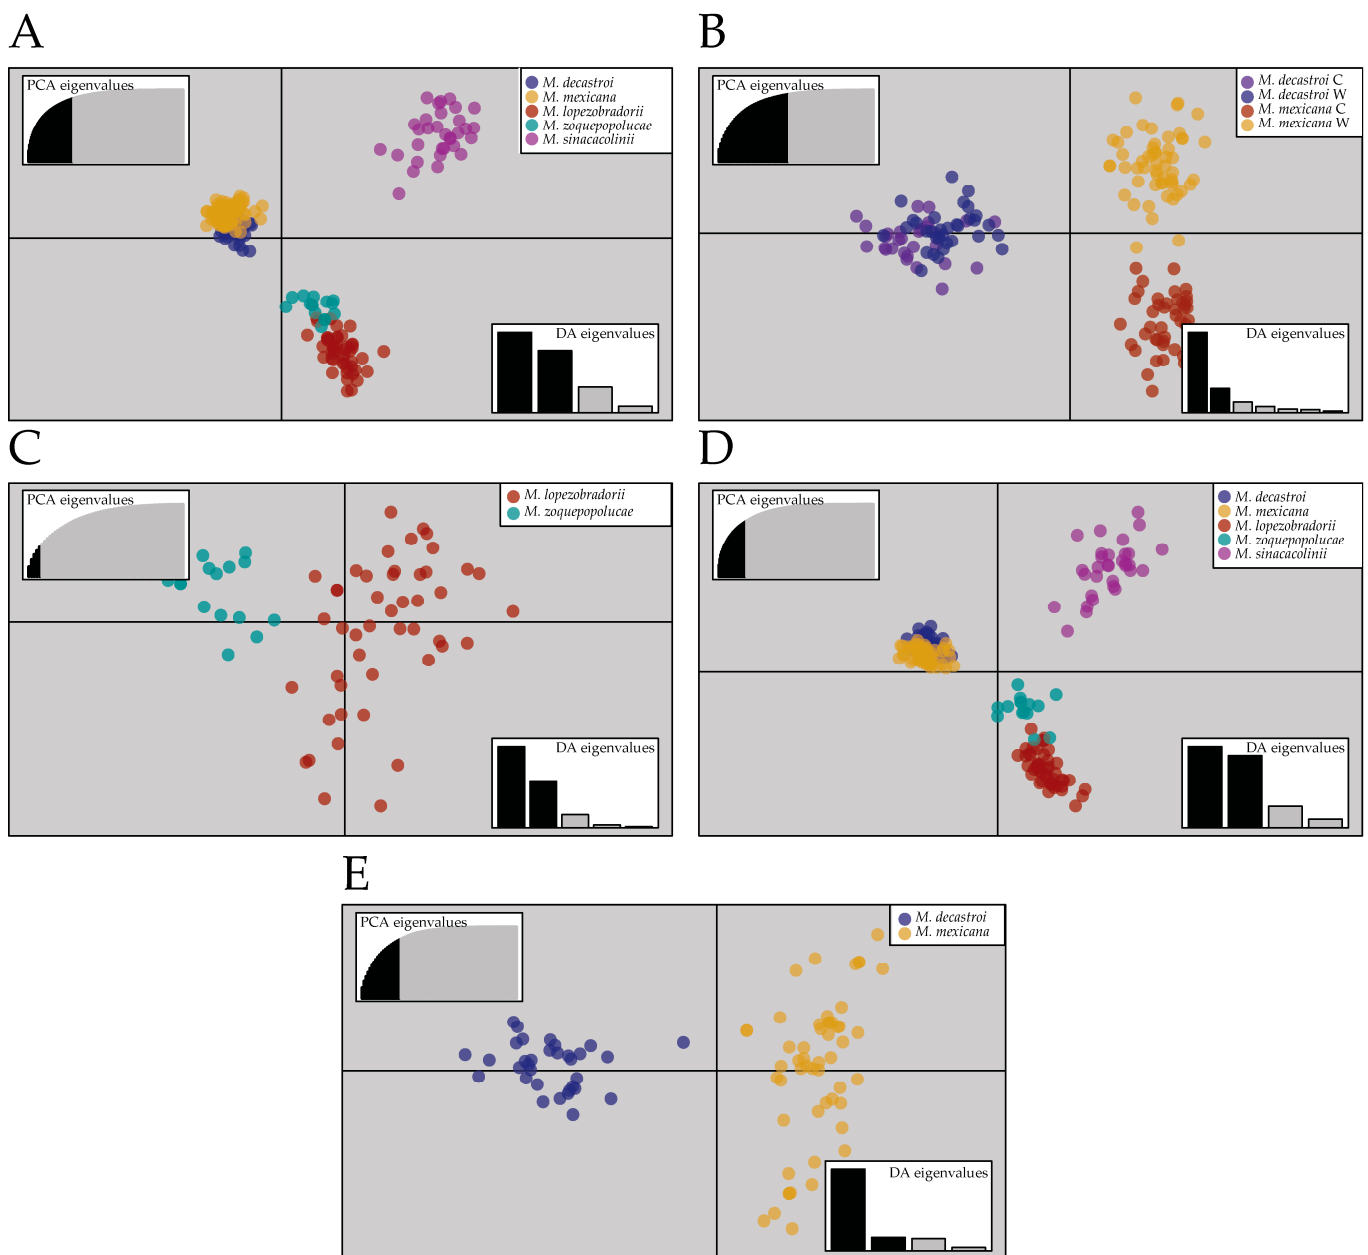 A
PCA eigenvalues
M. decastroi
M. mexicana
M. lopezobradorii
M. zoquepopolucae
M. sinacacolinii
DA eigenvalues
B
PCA eigenvalues
M. decastroi C
M. decastroi W
M. mexicana C
M. mexicana W
DA eigenvalues
C
PCA eigenvalues
M. lopezobradorii
M. zoquepopolucae
DA eigenvalues
D
PCA eigenvalues
M. decastroi
M. mexicana
M. lopezobradorii
M. zoquepopolucae
M. sinacacolinii
DA eigenvalues
E
PCA eigenvalues
M. decastroi
M. mexicana
DA eigenvalues